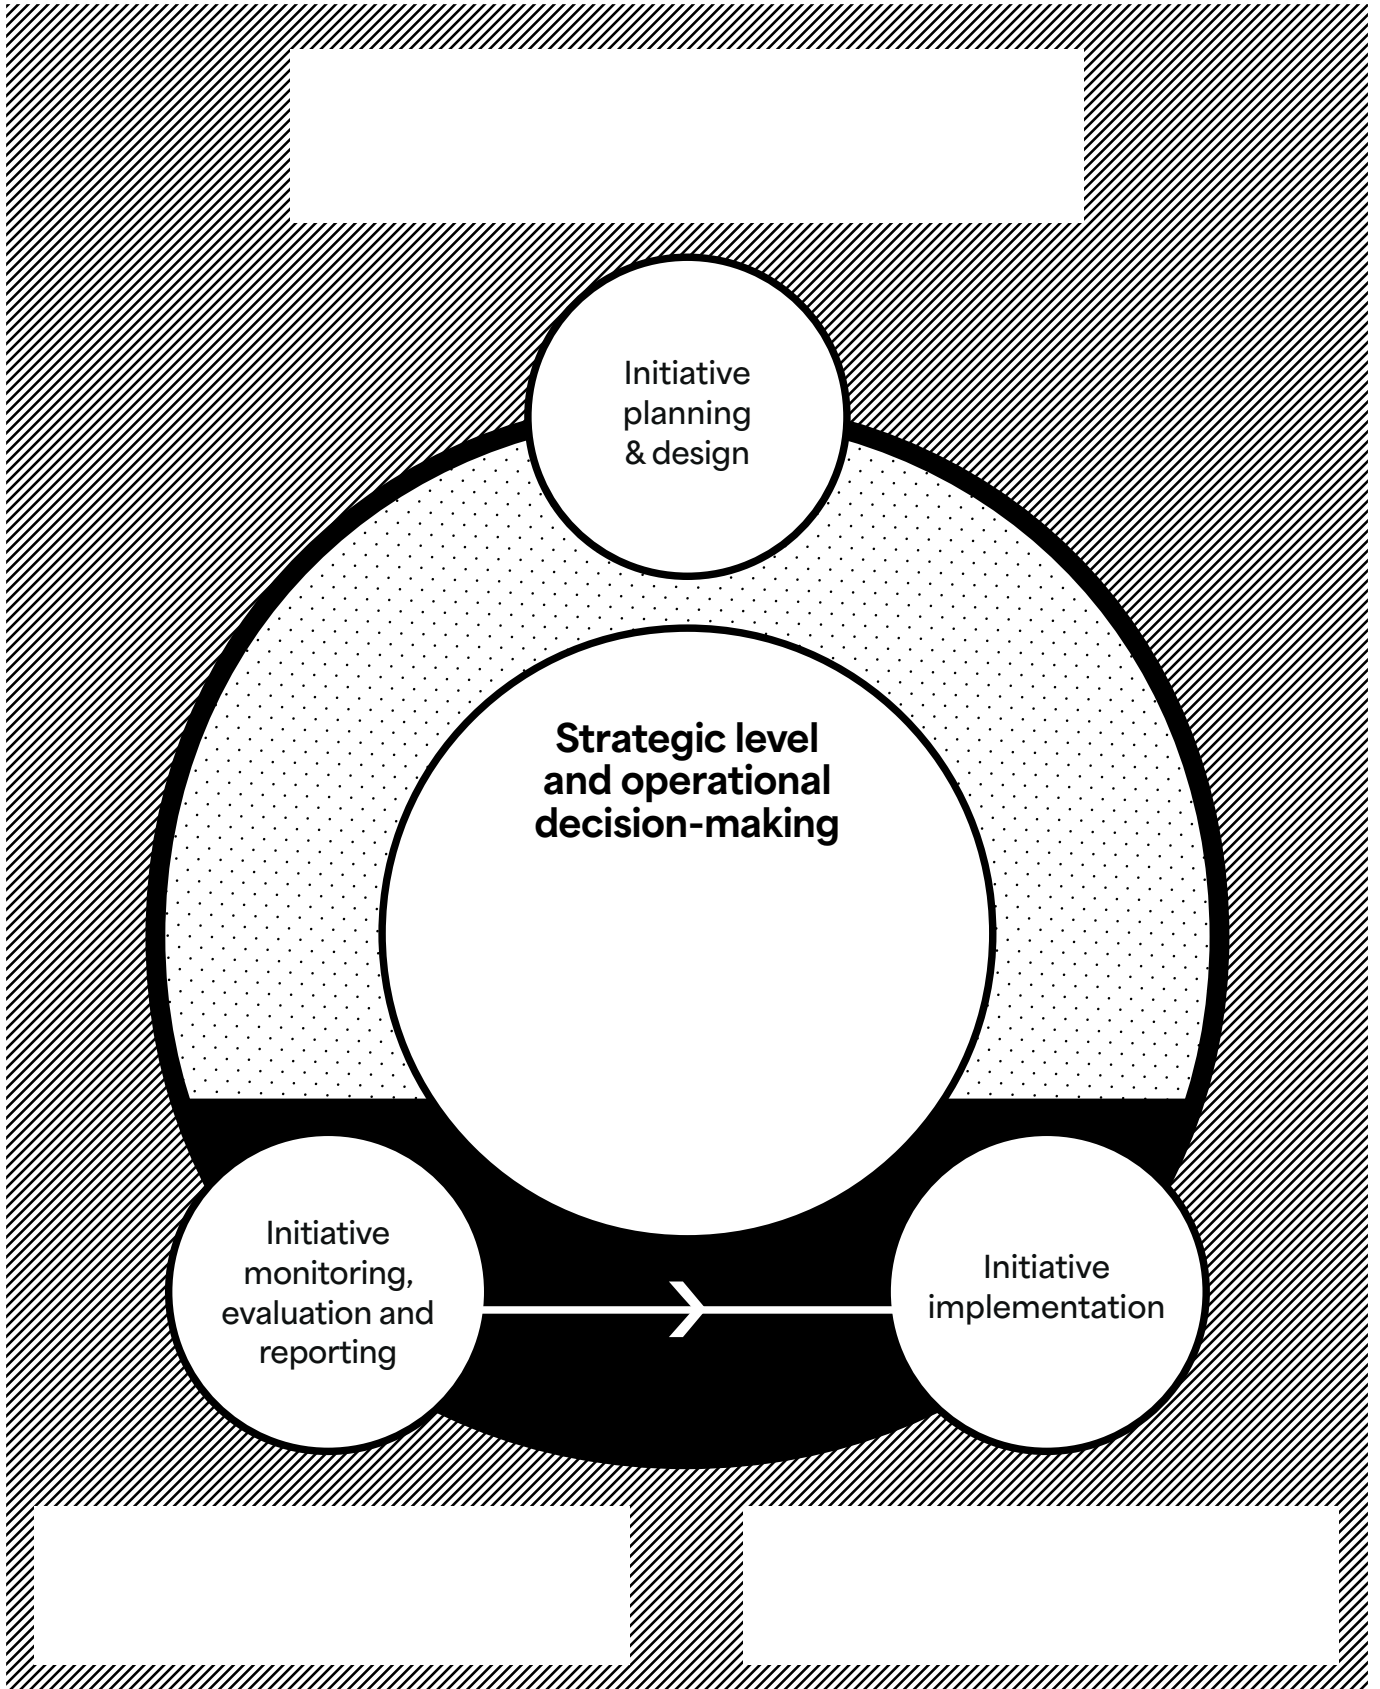 Initiative
planning
& design
Strategic level
and operational
decision-making
Initiative
monitoring,
evaluation and
reporting
Initiative
implementation